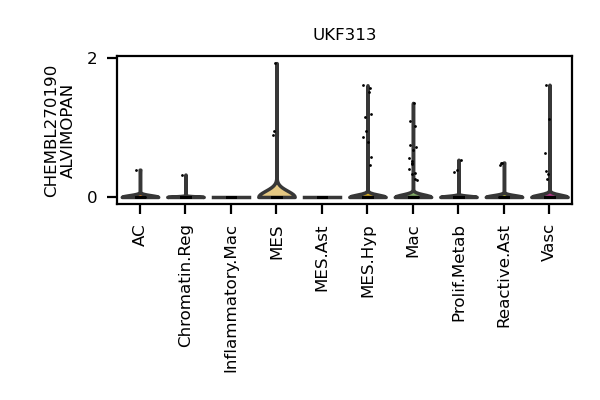 UKF313
CHEMBL270190
ALVIMOPAN
2
0
AC
Chromatin.Reg
Inflammatory.Mac
MES
MES.Ast
MES.Hyp
Mac
Prolif.Metab
Reactive.Ast
Vasc